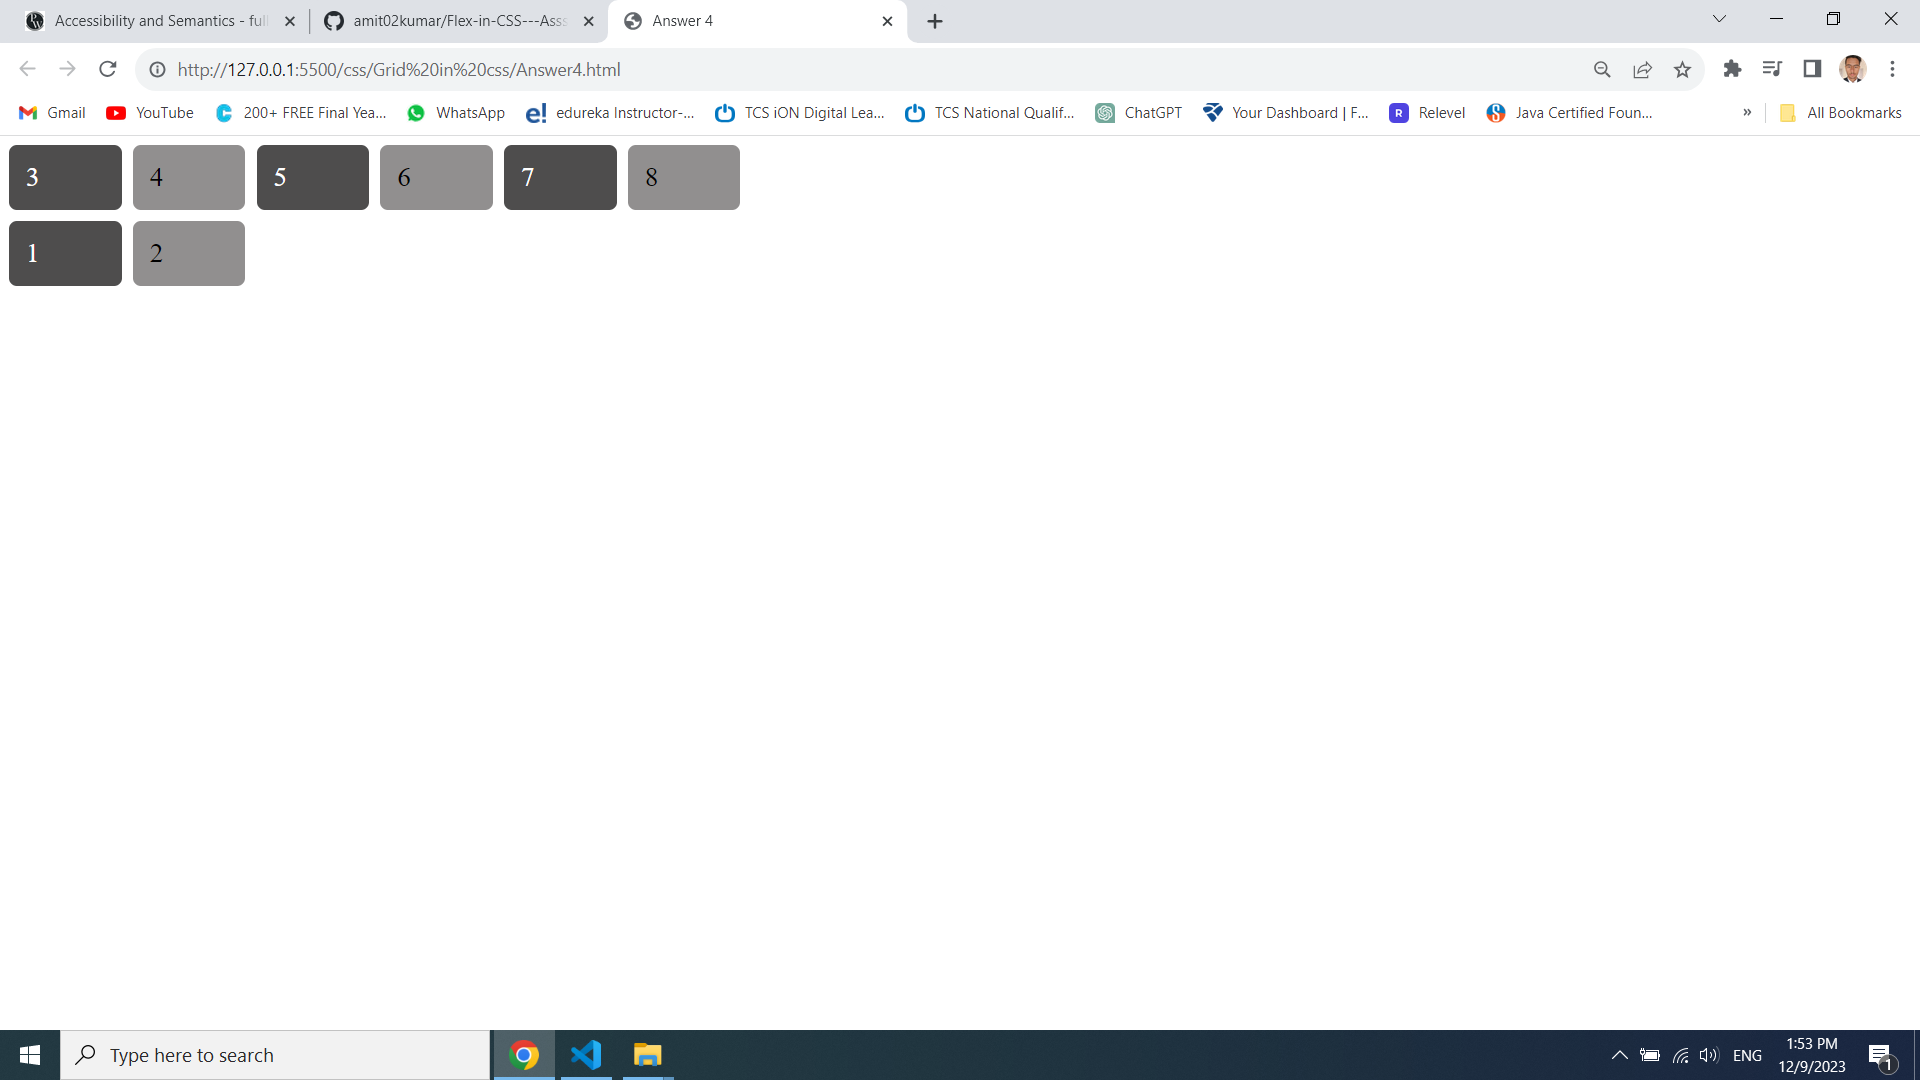 Accessibility and Semantics - ful
amit02kumar/Flex-in-CSS---Ass
Answer 4
http://127.0.0.1:5500/css/Grid%20in%20css/Answer4.html
Gmail
YouTube
200+ FREE Final Yea...
WhatsApp
e!
edureka Instructor-...
TCS iON Digital Lea...
TCS National Qualif...
ChatGPT
Your Dashboard | F...
R
Relevel
Java Certified Foun...
»
All Bookmarks
3 4 5 6 7 8
1 2
Type here to search
ENG
1:53 PM
12/9/2023
1